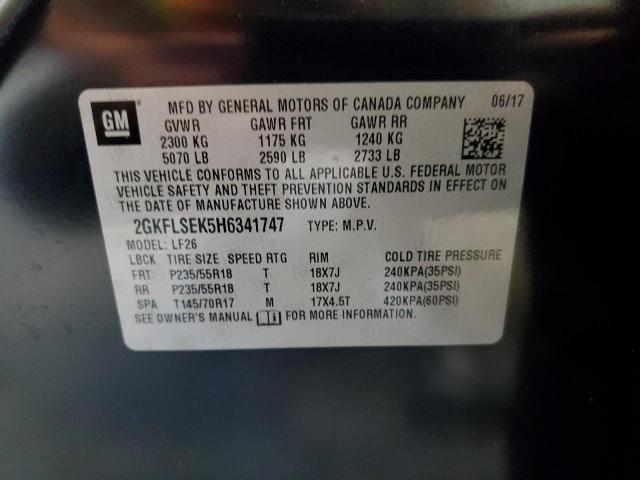 GM
MFD BY GENERAL MOTORS OF CANADA COMPANY 06/17
GVWR GAWR FRT GAWR RR
2300 KG 1175 KG 1240 KG
5070 LB 2590 LB 2733 LB
THIS VEHICLE CONFORMS TO ALL APPLICABLE U.S. FEDERAL MOTOR
VEHICLE SAFETY AND THEFT PREVENTION STANDARDS IN EFFECT ON
THE DATE OF MANUFACTURE SHOWN ABOVE.
2GKFLSEK5H6341747 TYPE: M.P.V.
MODEL: LF26
LBCK TIRE SIZE SPEED RTG RIM COLD TIRE PRESSURE
FRT P235/55R18 T 18X7J 240KPA(35PSI)
RR P235/55R18 T 18X7J 240KPA(35PSI)
SPA T145/70R17 M 17X4.5T 420KPA(60PSI)
SEE OWNER'S MANUAL FOR MORE INFORMATION.